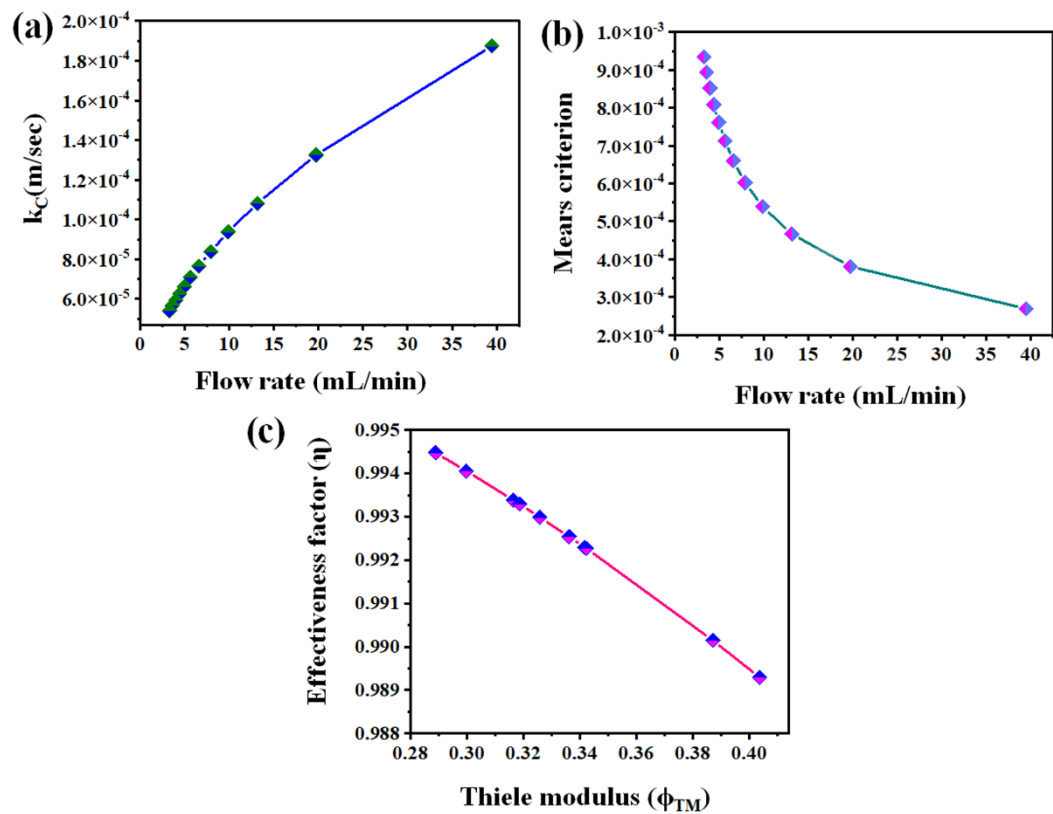 (a)
2.0×10⁻⁴
1.8×10⁻⁴
1.6×10⁻⁴
1.4×10⁻⁴
1.2×10⁻⁴
1.0×10⁻⁴
8.0×10⁻⁵
6.0×10⁻⁵
k_C(m/sec)
0 5 10 15 20 25 30 35 40
Flow rate (mL/min)
(b)
1.0×10⁻³
9.0×10⁻⁴
8.0×10⁻⁴
7.0×10⁻⁴
6.0×10⁻⁴
5.0×10⁻⁴
4.0×10⁻⁴
3.0×10⁻⁴
2.0×10⁻⁴
Mears criterion
0 5 10 15 20 25 30 35 40
Flow rate (mL/min)
(c)
0.995
0.994
0.993
0.992
0.991
0.990
0.989
0.988
Effectiveness factor (η)
0.28 0.30 0.32 0.34 0.36 0.38 0.40
Thiele modulus (ϕ_TM)